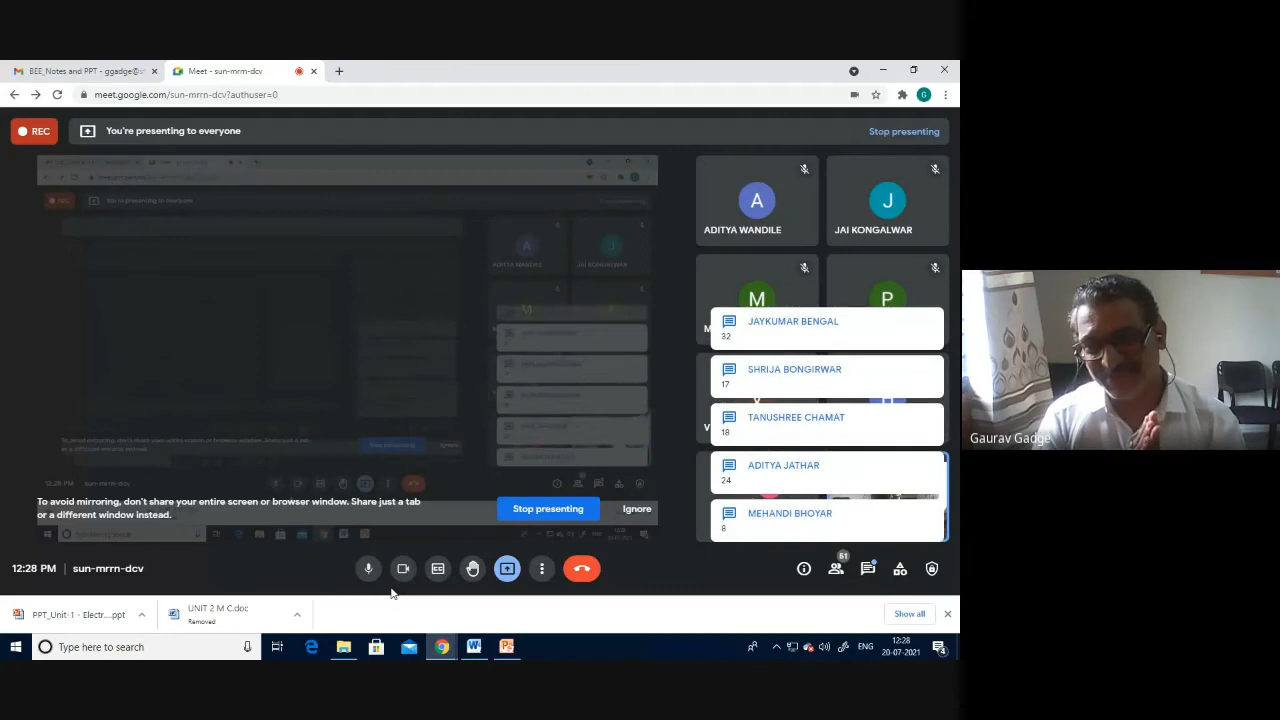 BEE_Notes and PPT - ggadge@s
Meet - sun-mrn-dcv
meet.google.com/sun-mrrn-dcv?authuser=0
G
REC
You're presenting to everyone
Stop presenting
A
ADITYA WANDILE
J
JAI KONGALWAR
M
P
JAYKUMAR BENGAL
32
SHRIJA BONGIRWAR
17
TANUSHREE CHAMAT
18
ADITYA JATHAR
24
MEHANDI BHOYAR
8
Gaurav Gadge
To avoid mirroring, don't share your entire screen or browser window. Share just a tab
or a different window instead.
Stop presenting
Ignore
12:28 PM | sun-mrrn-dcv
51
PPT_Unit-1 - Electr....ppt
UNIT 2 M C.doc
Removed
Show all
Type here to search
ENG
12:28
20-07-2021
4